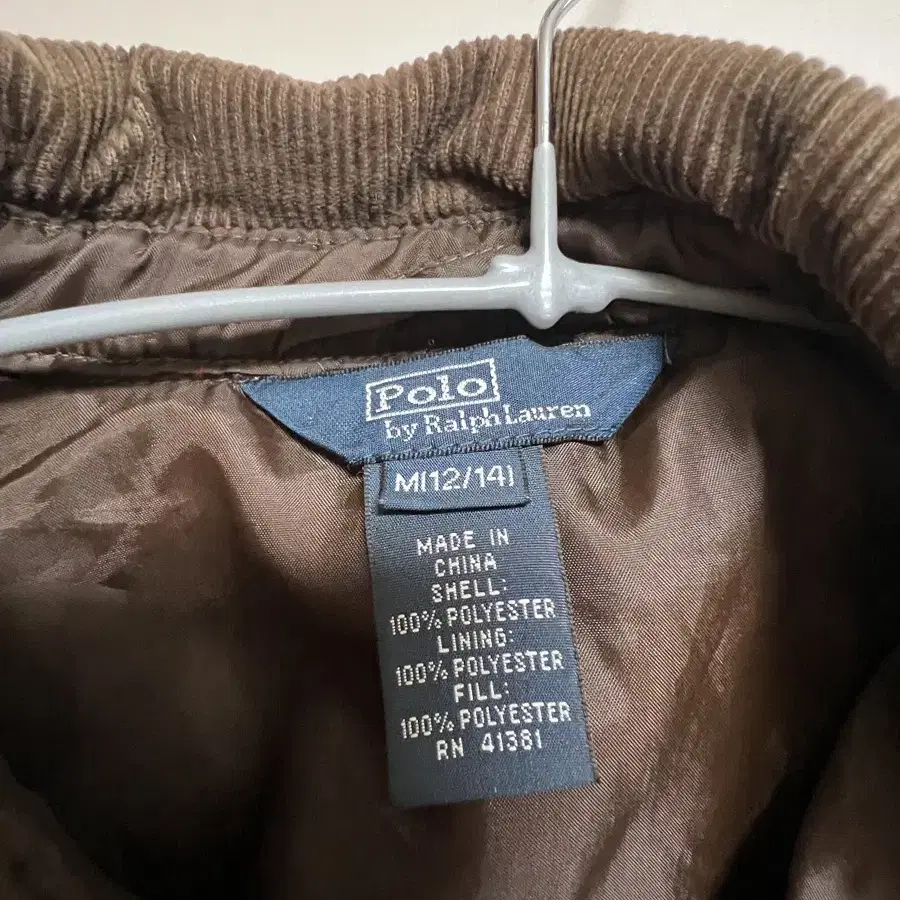 Polo
by Ralph Lauren
M(12/14)
MADE IN
CHINA
SHELL:
100% POLYESTER
LINING:
100% POLYESTER
FILL:
100% POLYESTER
RN 41381